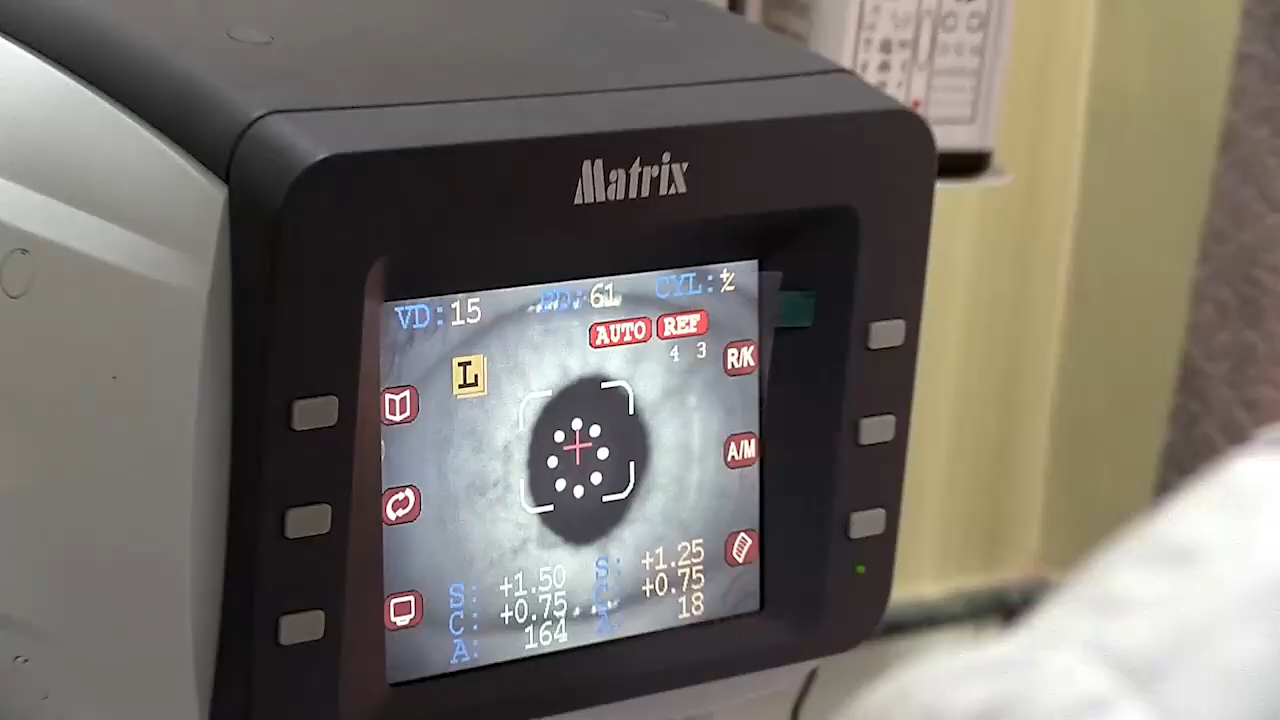 Matrix
VD:15 PD:61 CYL:±
AUTO REF
4 3
L
R/K
A/M
S: +1.50 S: +1.25
C: +0.75 C: +0.75
A: 164 A: 18